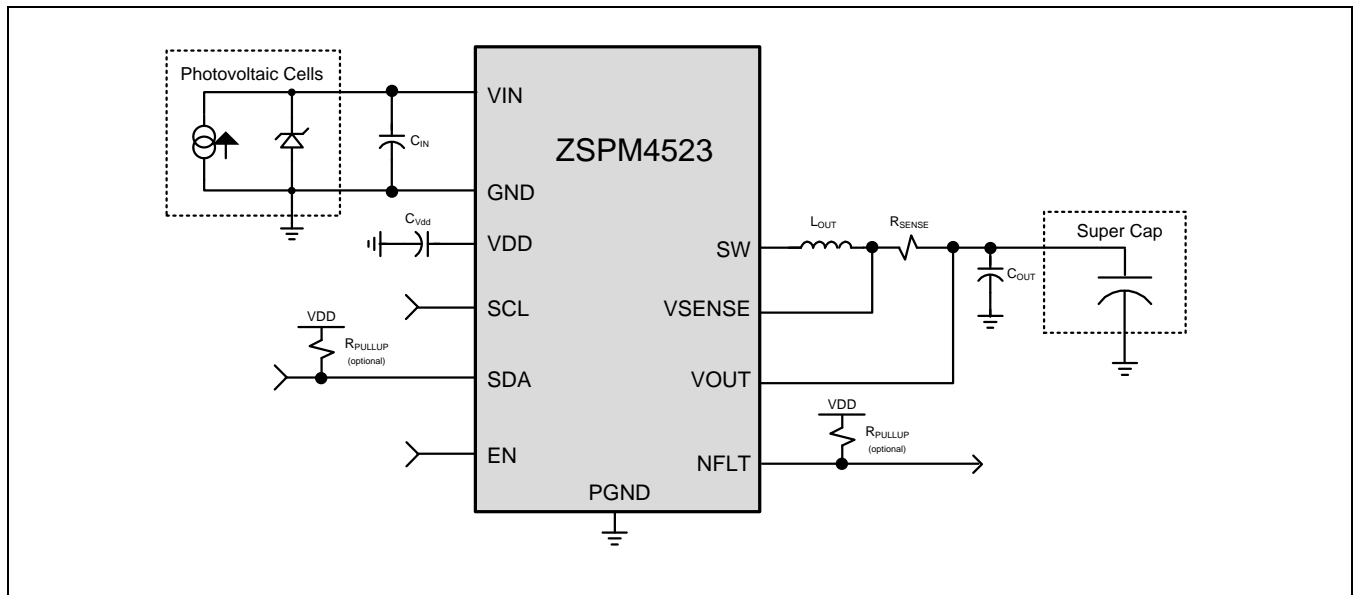 Photovoltaic Cells
VIN
C_IN
ZSPM4523
GND
C_Vdd
VDD
SW
L_OUT
R_SENSE
Super Cap
C_OUT
SCL
VSENSE
VDD
R_PULLUP
(optional)
SDA
VOUT
VDD
R_PULLUP
(optional)
EN
NFLT
PGND